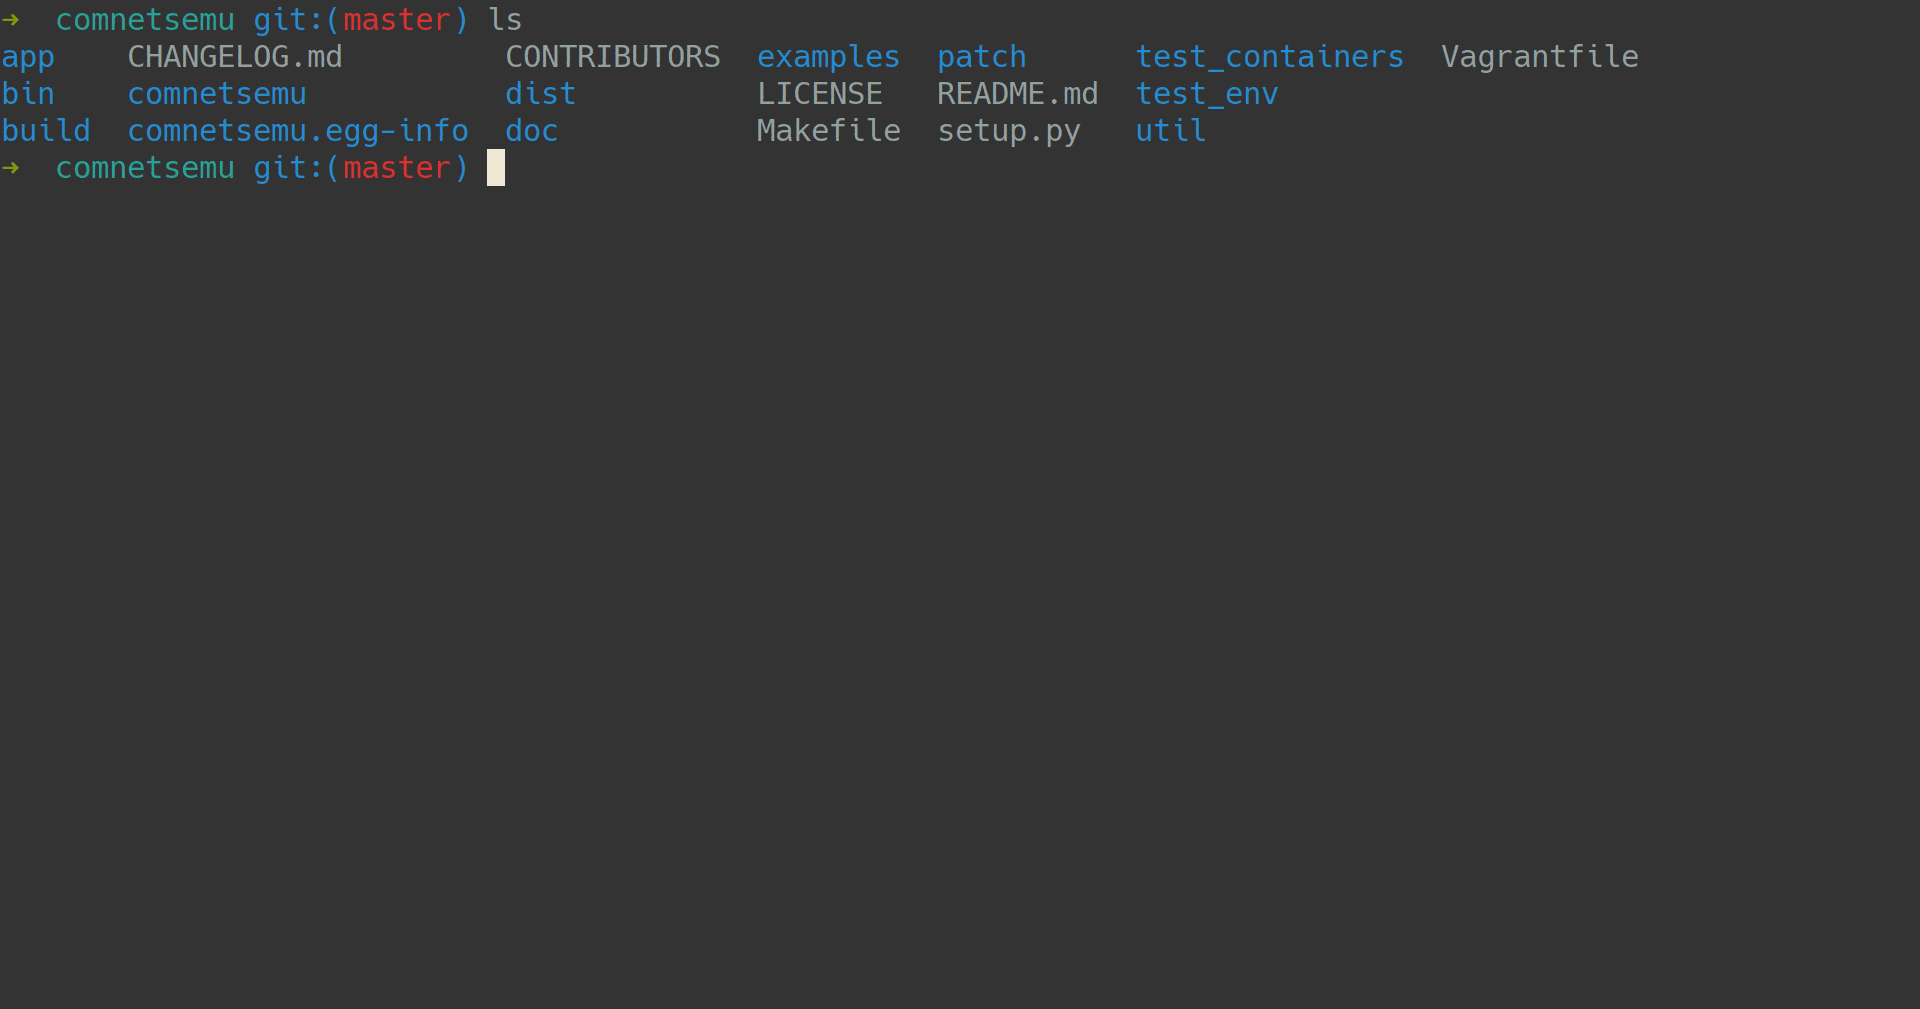 ➜  comnetsemu git:(master) ls
app    CHANGELOG.md         CONTRIBUTORS  examples  patch      test_containers  Vagrantfile
bin    comnetsemu           dist          LICENSE   README.md  test_env
build  comnetsemu.egg-info  doc           Makefile  setup.py   util
➜  comnetsemu git:(master)